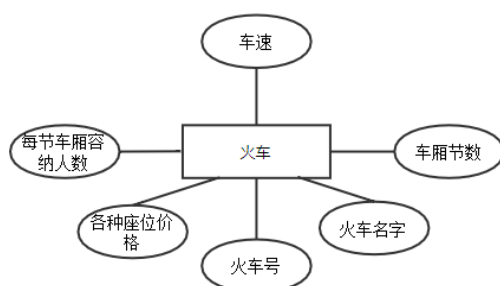 车速
每节车厢容
纳人数
火车
车厢节数
各种座位价
格
火车名字
火车号